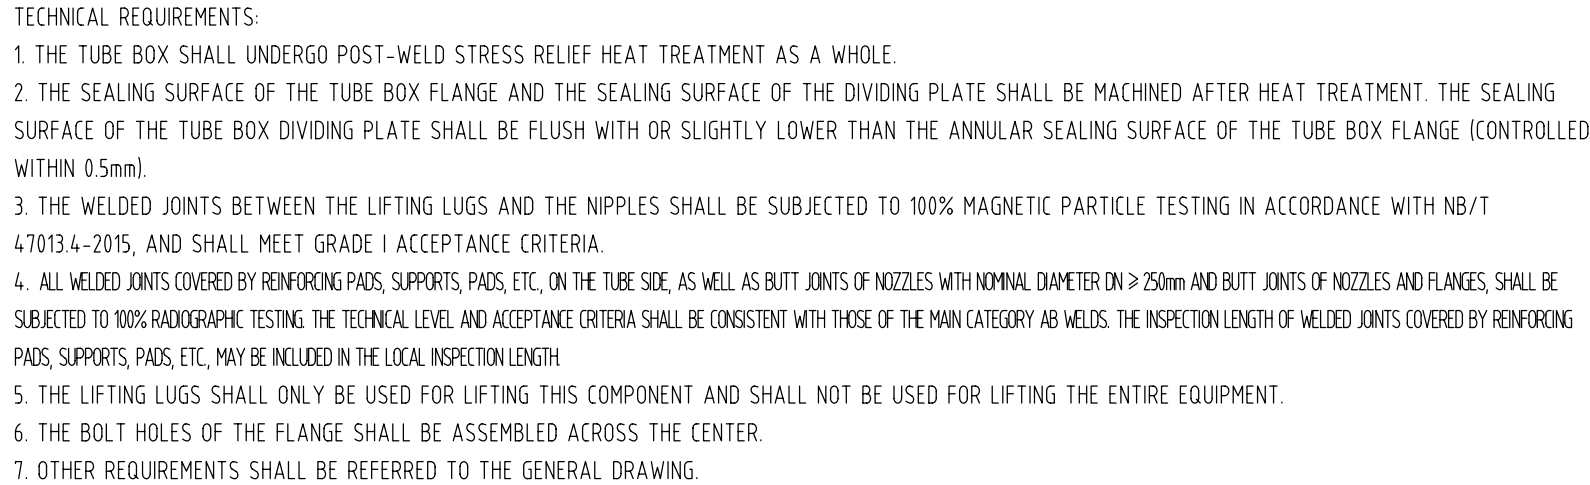 TECHNICAL REQUIREMENTS:
1. THE TUBE BOX SHALL UNDERGO POST-WELD STRESS RELIEF HEAT TREATMENT AS A WHOLE.
2. THE SEALING SURFACE OF THE TUBE BOX FLANGE AND THE SEALING SURFACE OF THE DIVIDING PLATE SHALL BE MACHINED AFTER HEAT TREATMENT. THE SEALING
SURFACE OF THE TUBE BOX DIVIDING PLATE SHALL BE FLUSH WITH OR SLIGHTLY LOWER THAN THE ANNULAR SEALING SURFACE OF THE TUBE BOX FLANGE (CONTROLLED
WITHIN 0.5mm).
3. THE WELDED JOINTS BETWEEN THE LIFTING LUGS AND THE NIPPLES SHALL BE SUBJECTED TO 100% MAGNETIC PARTICLE TESTING IN ACCORDANCE WITH NB/T
47013.4-2015, AND SHALL MEET GRADE I ACCEPTANCE CRITERIA.
4. ALL WELDED JOINTS COVERED BY REINFORCING PADS, SUPPORTS, PADS, ETC., ON THE TUBE SIDE, AS WELL AS BUTT JOINTS OF NOZZLES WITH NOMINAL DIAMETER DN ≥ 250mm AND BUTT JOINTS OF NOZZLES AND FLANGES, SHALL BE
SUBJECTED TO 100% RADIOGRAPHIC TESTING. THE TECHNICAL LEVEL AND ACCEPTANCE CRITERIA SHALL BE CONSISTENT WITH THOSE OF THE MAIN CATEGORY AB WELDS. THE INSPECTION LENGTH OF WELDED JOINTS COVERED BY REINFORCING
PADS, SUPPORTS, PADS, ETC., MAY BE INCLUDED IN THE LOCAL INSPECTION LENGTH.
5. THE LIFTING LUGS SHALL ONLY BE USED FOR LIFTING THIS COMPONENT AND SHALL NOT BE USED FOR LIFTING THE ENTIRE EQUIPMENT.
6. THE BOLT HOLES OF THE FLANGE SHALL BE ASSEMBLED ACROSS THE CENTER.
7. OTHER REQUIREMENTS SHALL BE REFERRED TO THE GENERAL DRAWING.